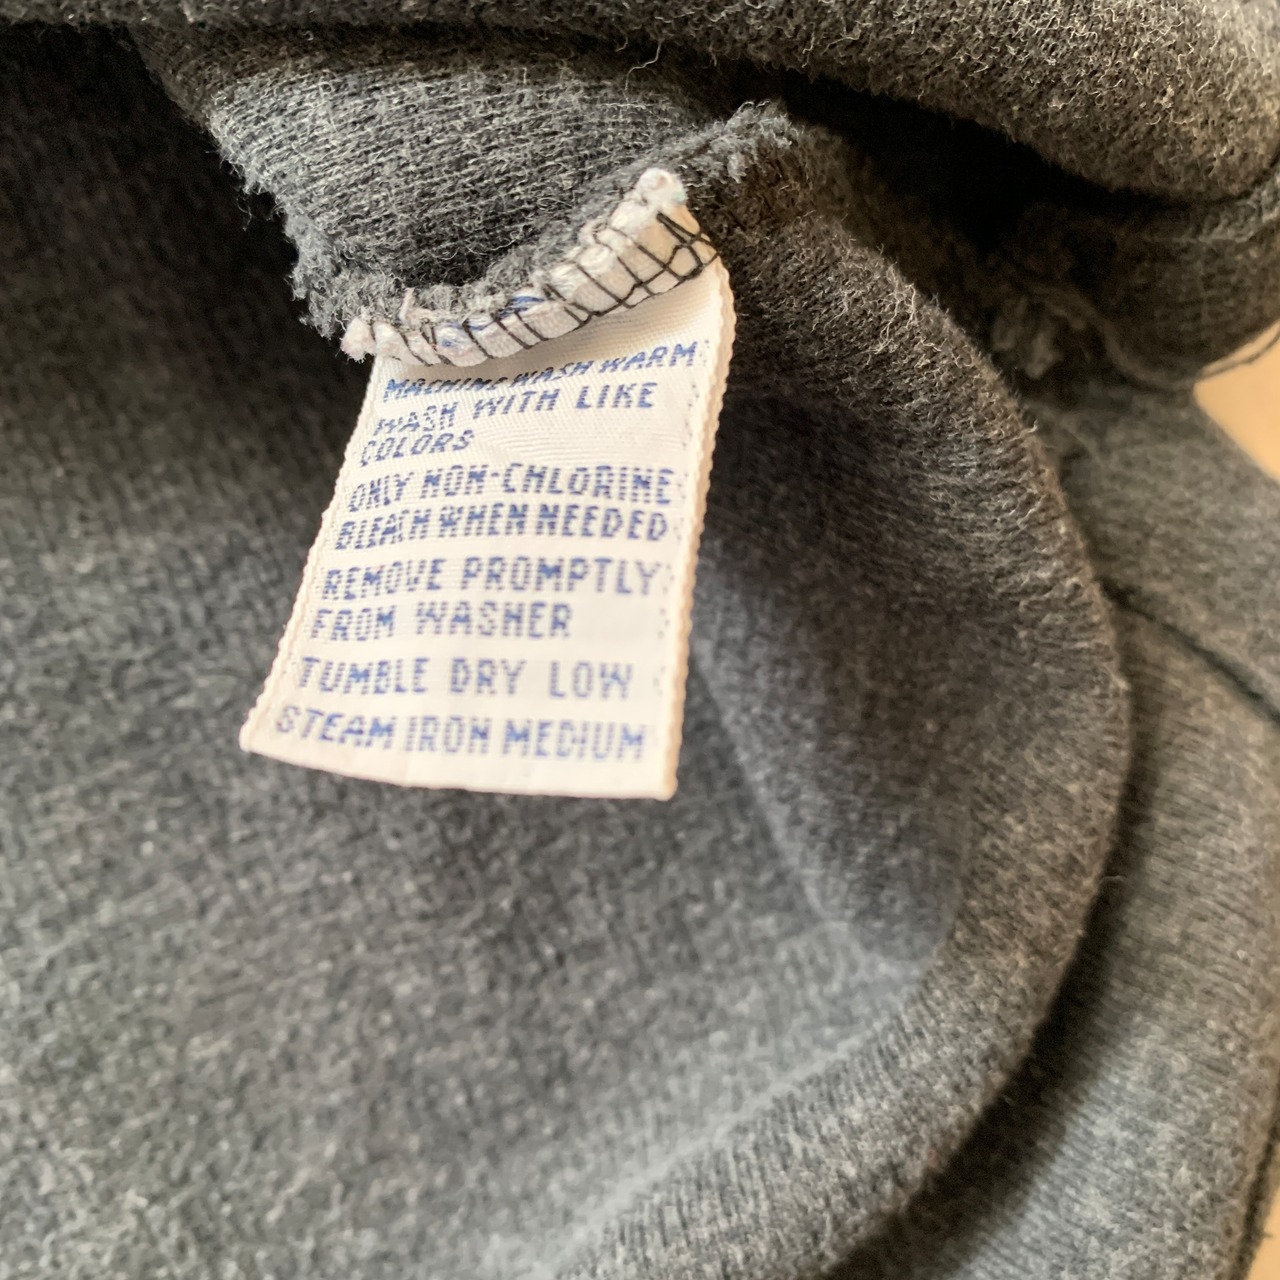 MACHINE WASH WARM
WASH WITH LIKE
COLORS
ONLY NON-CHLORINE
BLEACH WHEN NEEDED
REMOVE PROMPTLY
FROM WASHER
TUMBLE DRY LOW
STEAM IRON MEDIUM